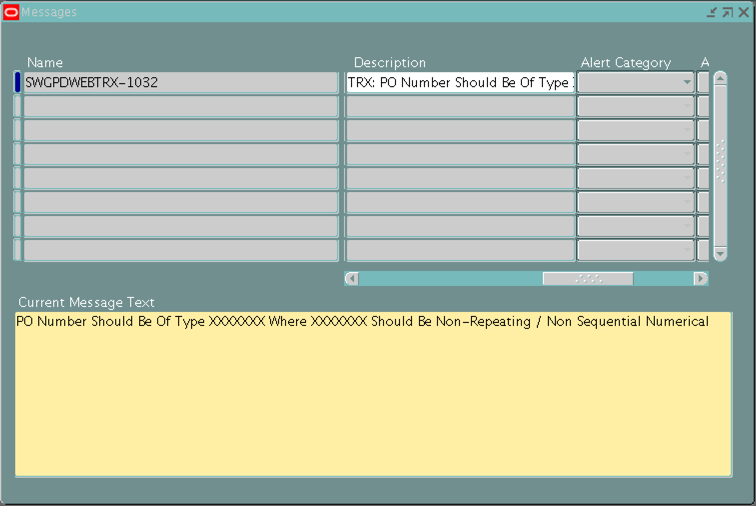 Messages
Name Description Alert Category A
SWGPDWEBTRX-1032 TRX: PO Number Should Be Of Type
Current Message Text
PO Number Should Be Of Type XXXXXXX Where XXXXXXX Should Be Non-Repeating / Non Sequential Numerical